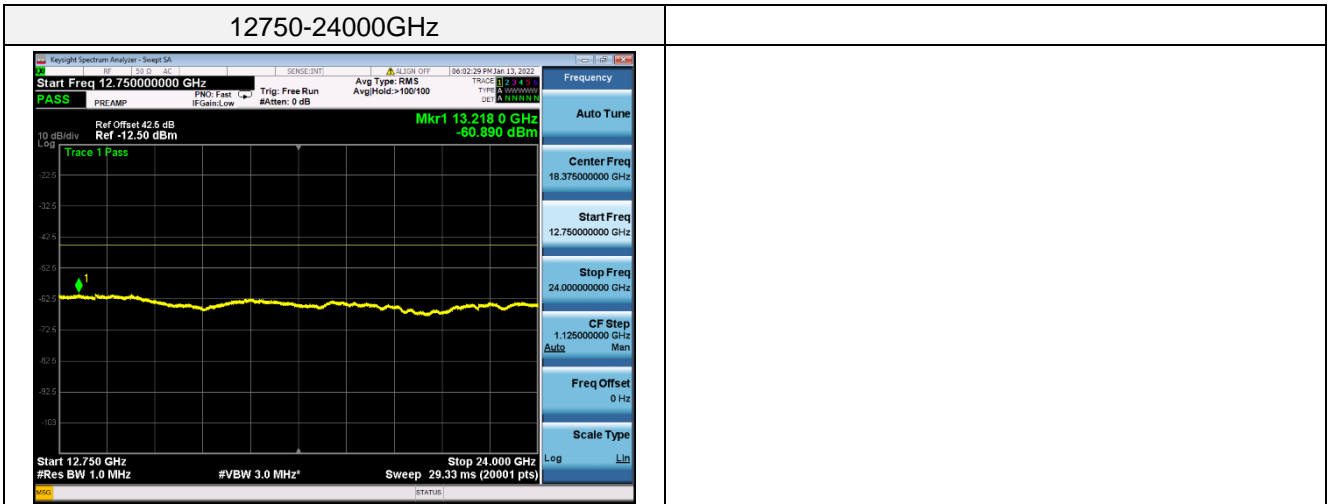 12750-24000GHz
Keysight Spectrum Analyzer - Swept SA
RF 50 Ω AC SENSE:INT ALIGN OFF 06:02:29 PM Jan 13, 2022
Start Freq 12.750000000 GHz
PNO: Fast
IFGain:Low
Trig: Free Run
#Atten: 0 dB
Avg Type: RMS
Avg|Hold:>100/100
TRACE 1 2 3 4 5 6
TYPE A WWWWW
DET A N N N N N
PASS
PREAMP
Frequency
Ref Offset 42.5 dB
Mkr1 13.218 0 GHz
10 dB/div Ref -12.50 dBm
-60.890 dBm
Log
Trace 1 Pass
-22.5
-32.5
-42.5
-52.5
1
-62.5
-72.5
-82.5
-92.5
-103
Start 12.750 GHz
Stop 24.000 GHz
#Res BW 1.0 MHz
#VBW 3.0 MHz*
Sweep 29.33 ms (20001 pts)
MSG
STATUS
Auto Tune
Center Freq
18.375000000 GHz
Start Freq
12.750000000 GHz
Stop Freq
24.000000000 GHz
CF Step
1.125000000 GHz
Auto Man
Freq Offset
0 Hz
Scale Type
Log Lin